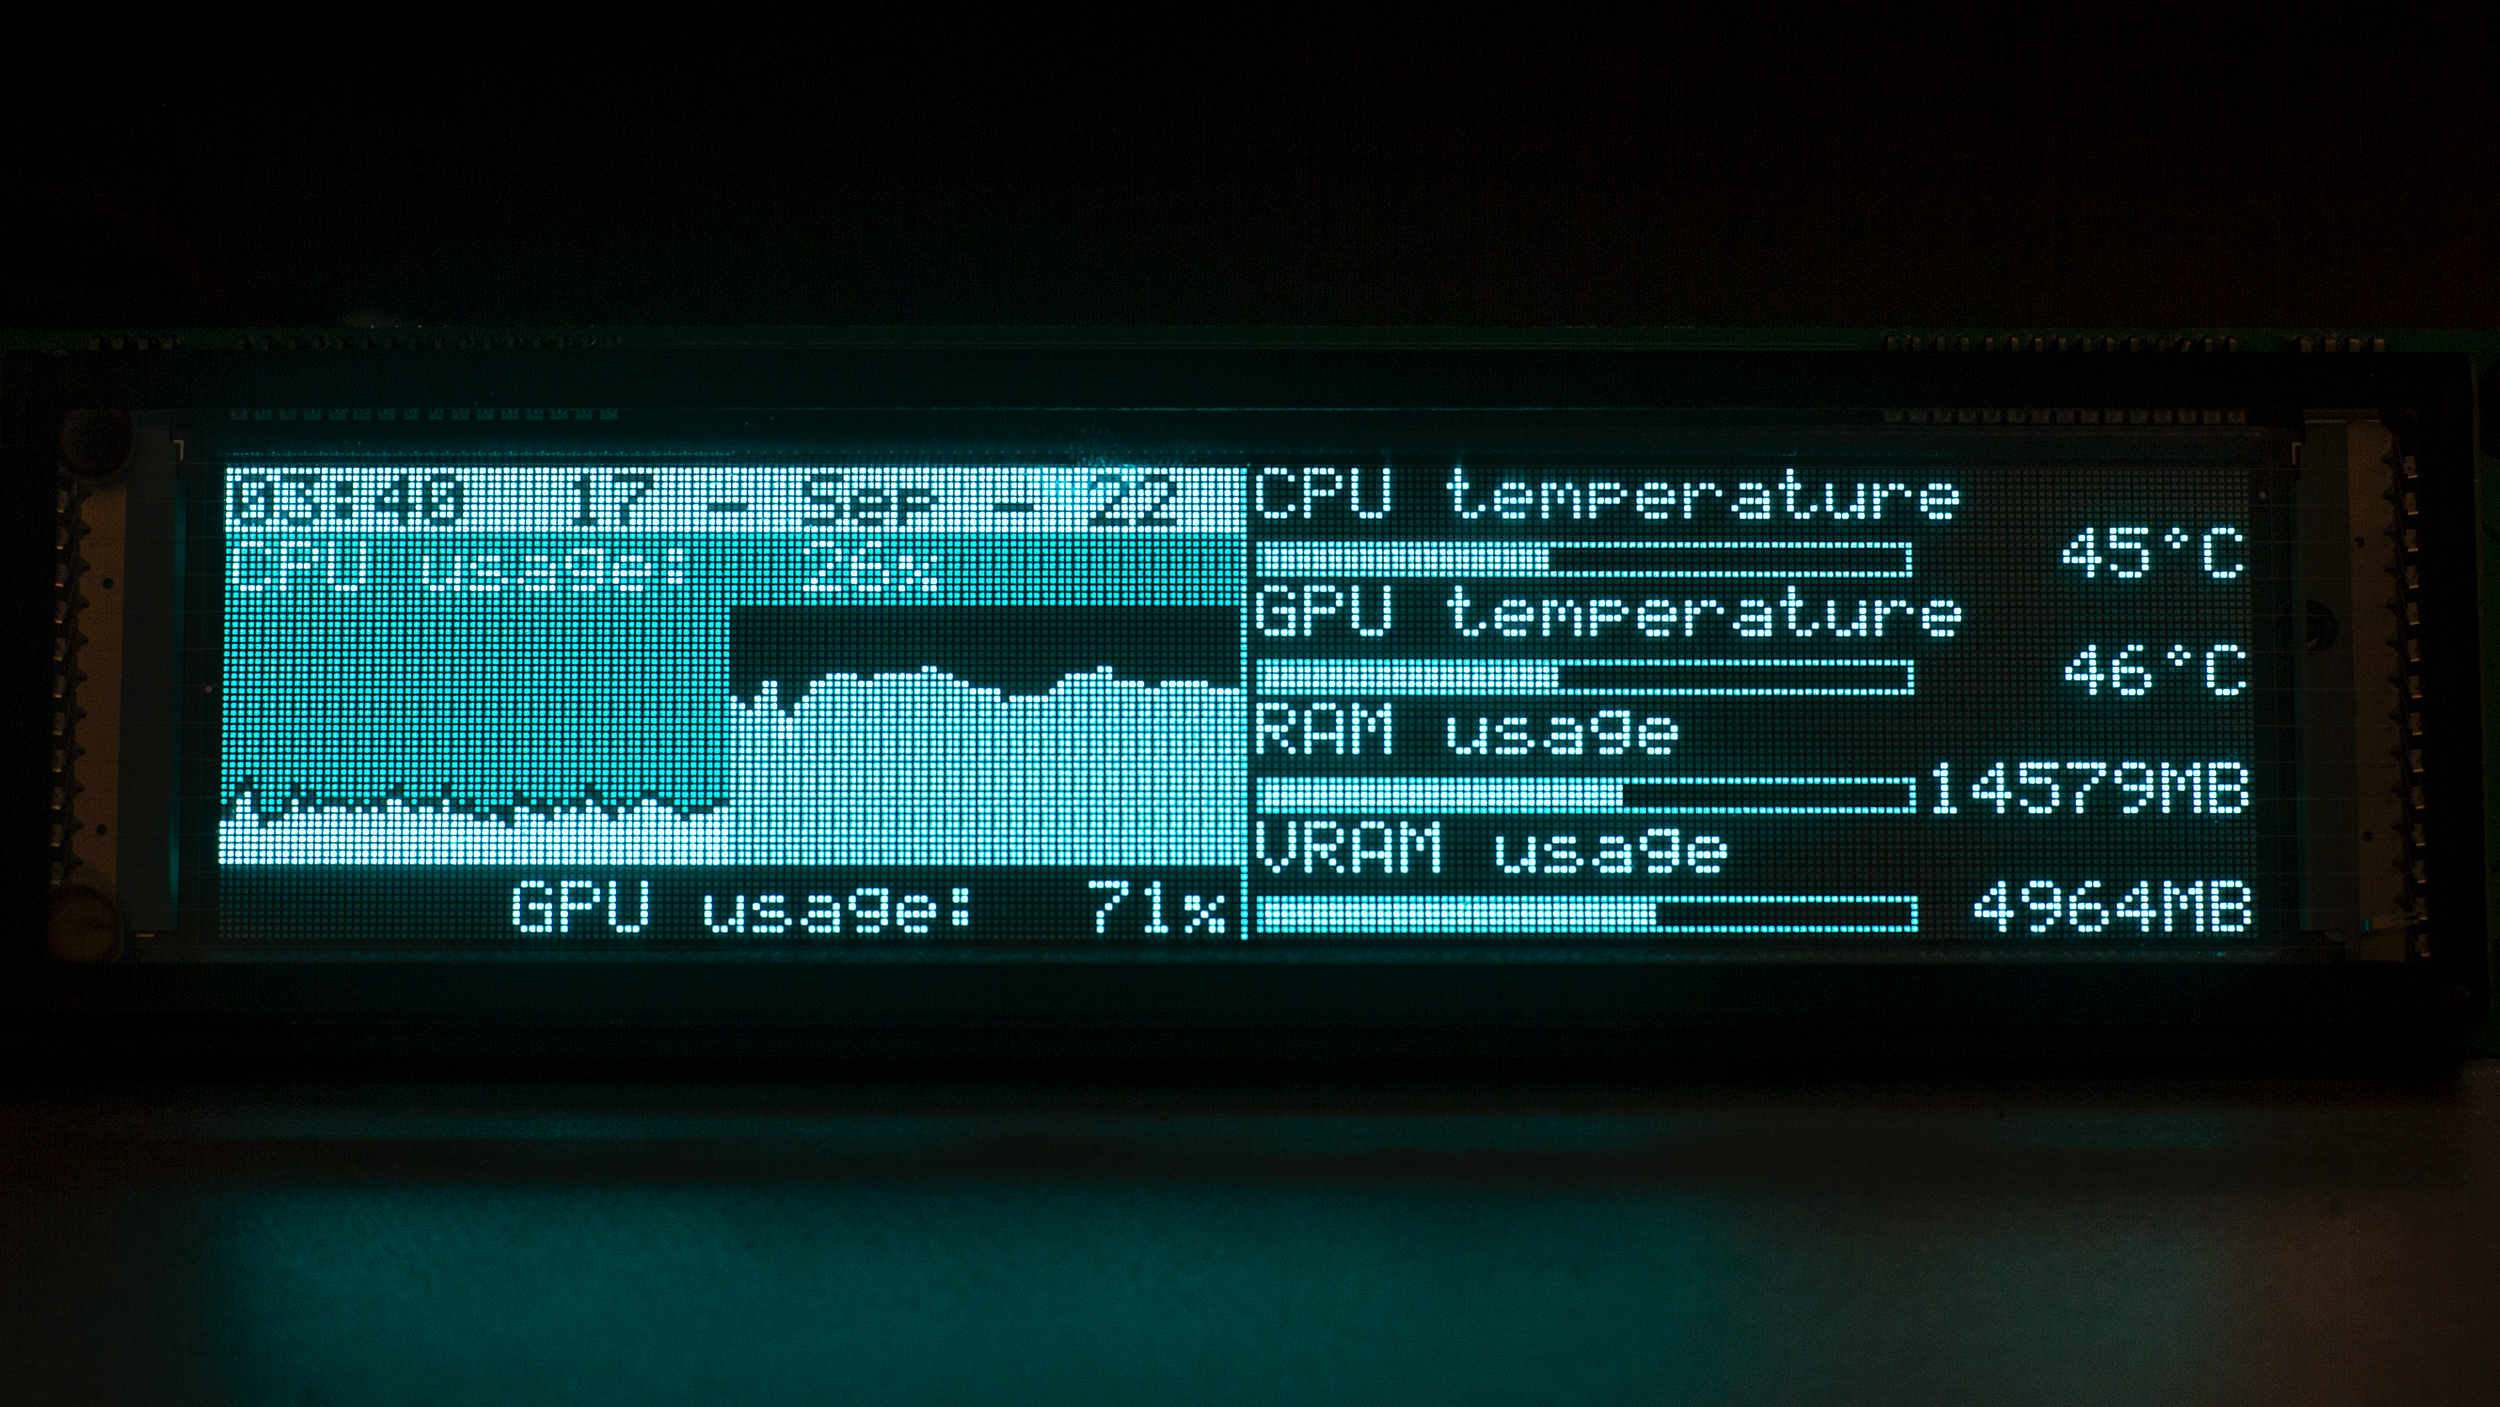 03:40 17 - Sep - 22
CPU usage: 26%
GPU usage: 71%
CPU temperature
45°C
GPU temperature
46°C
RAM usage
14579MB
VRAM usage
4964MB